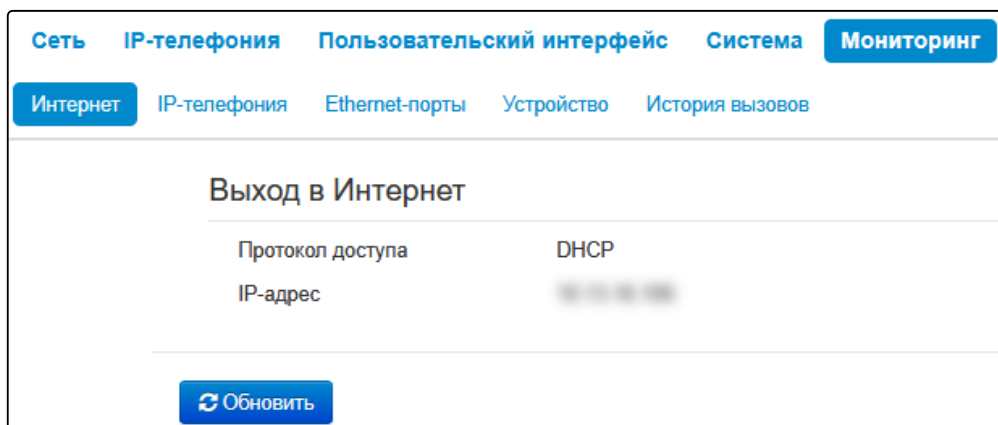 Сеть IP-телефония Пользовательский интерфейс Система Мониторинг
Интернет IP-телефония Ethernet-порты Устройство История вызовов
Выход в Интернет
Протокол доступа DHCP
IP-адрес
Обновить